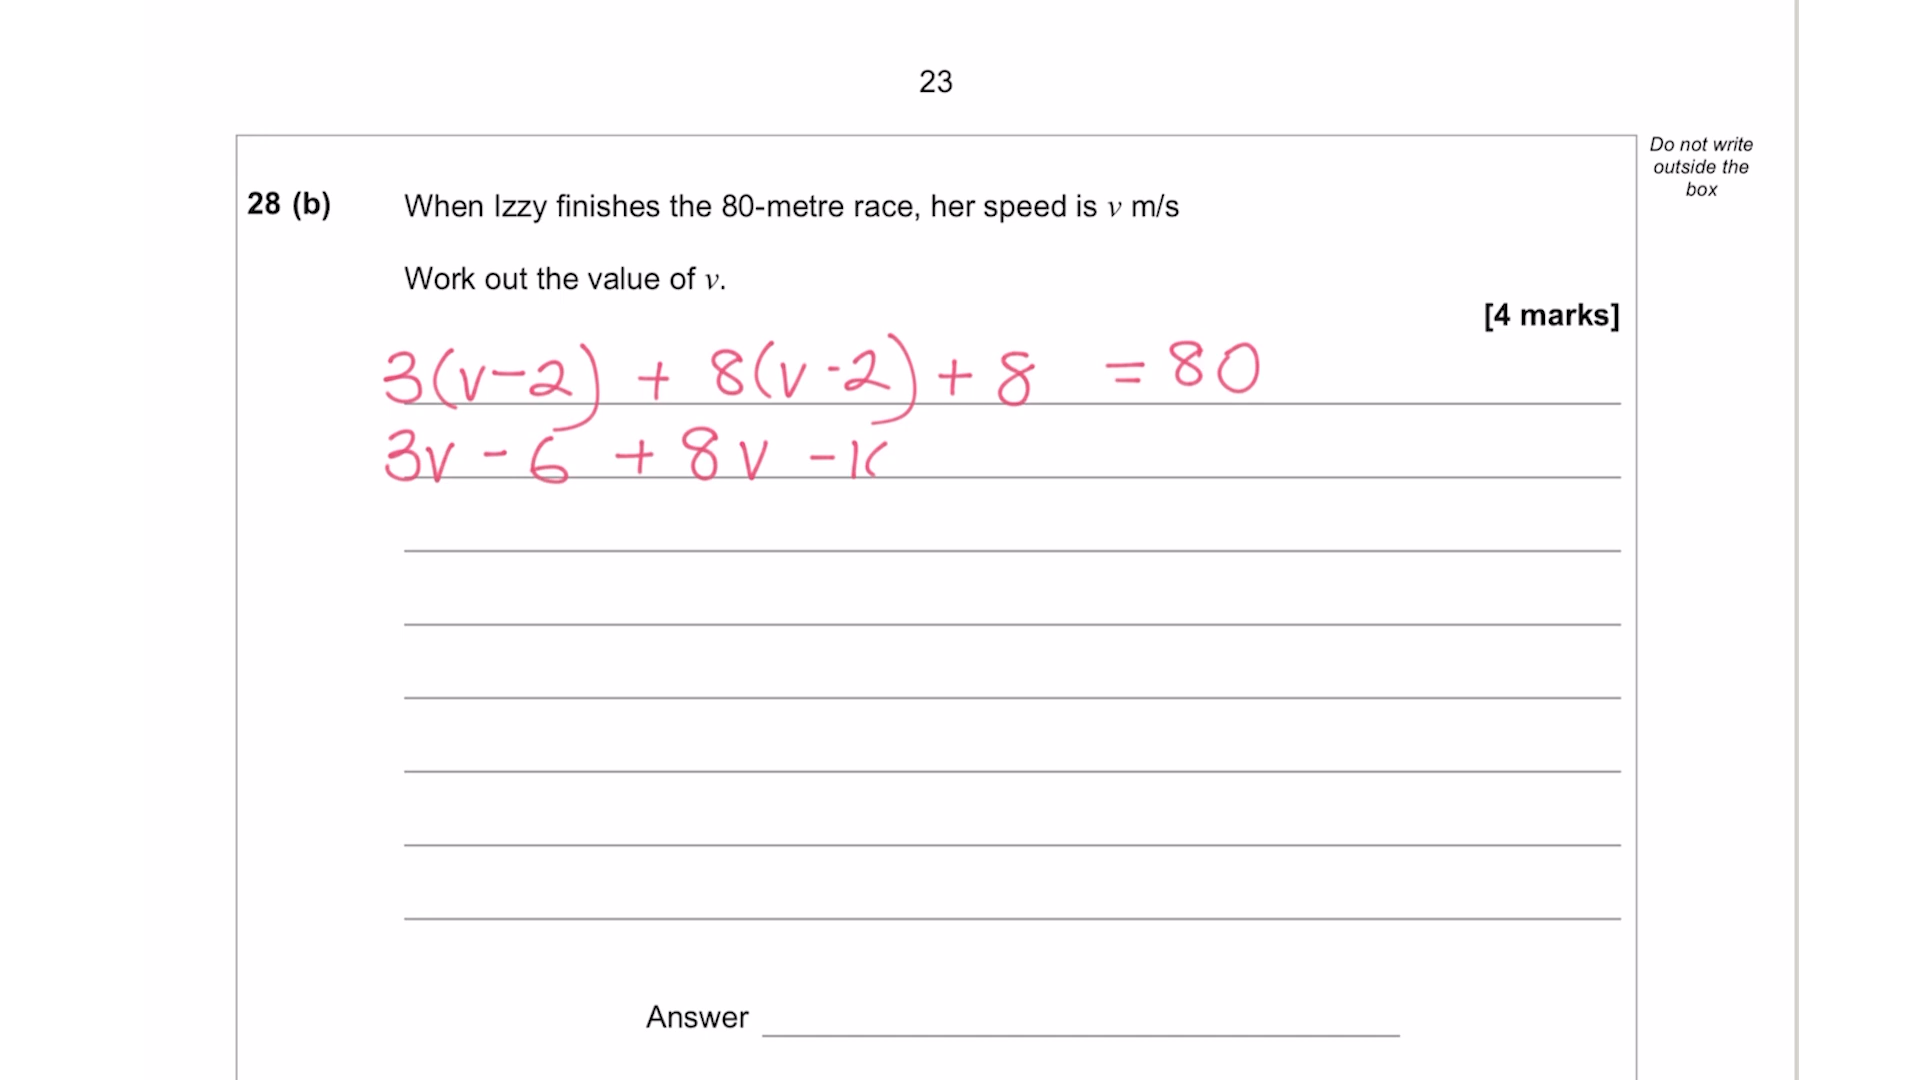 23
Do not write
outside the
box
28 (b) When Izzy finishes the 80-metre race, her speed is v m/s
Work out the value of v.
[4 marks]
3(v-2) + 8(v-2) + 8 = 80
3v - 6 + 8v - 1
Answer